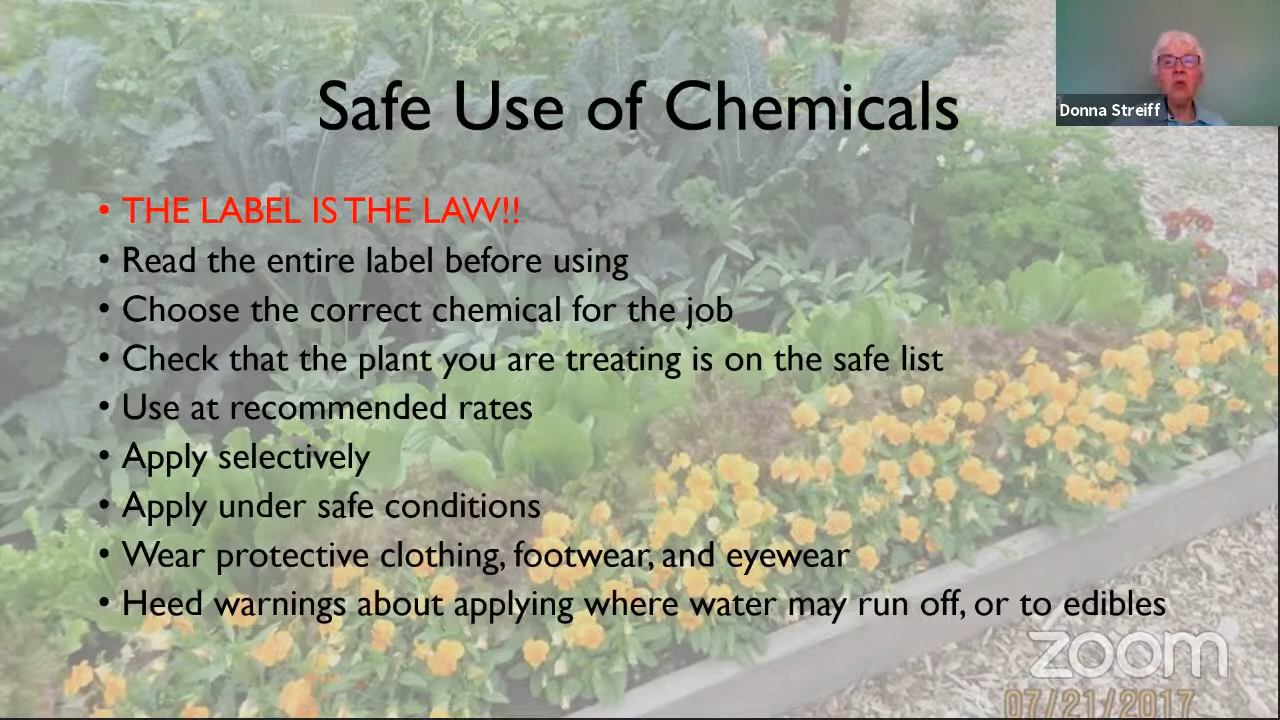 Safe Use of Chemicals
Donna Streiff
• THE LABEL IS THE LAW!!
• Read the entire label before using
• Choose the correct chemical for the job
• Check that the plant you are treating is on the safe list
• Use at recommended rates
• Apply selectively
• Apply under safe conditions
• Wear protective clothing, footwear, and eyewear
• Heed warnings about applying where water may run off, or to edibles
zoom
07/21/2017